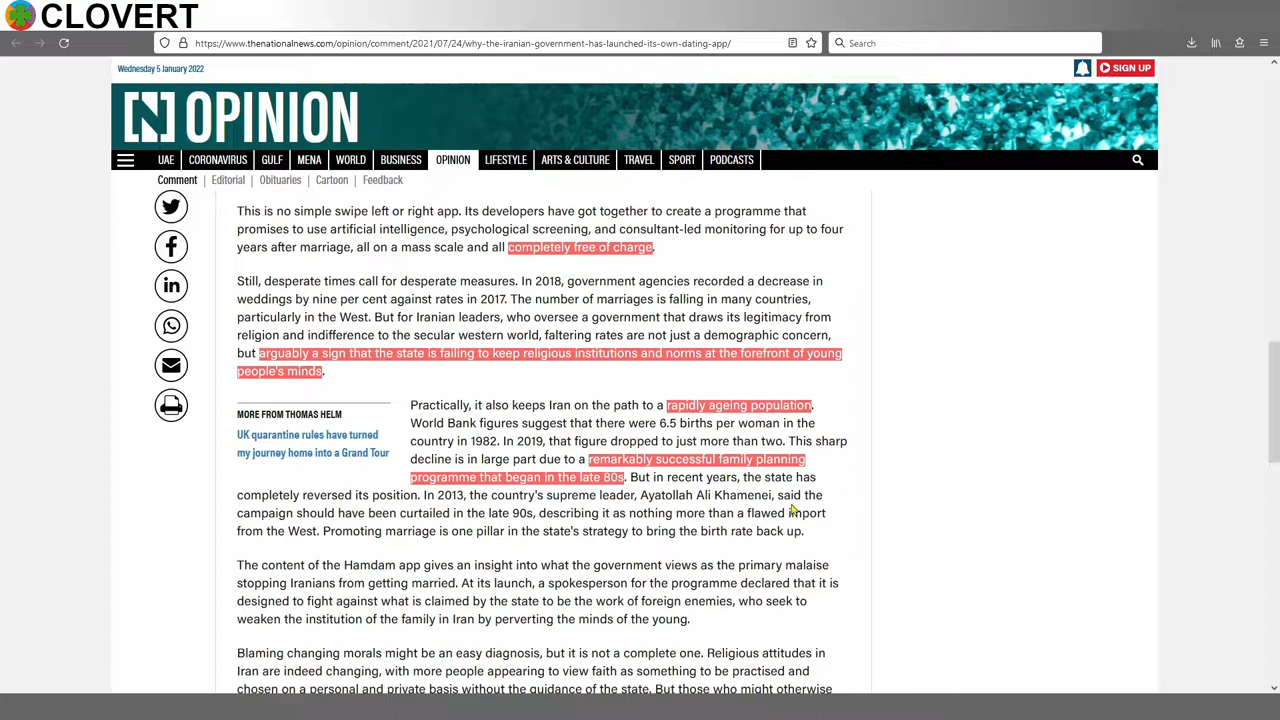 CLOVERT
https://www.thenationalnews.com/opinion/comment/2021/07/24/why-the-iranian-government-has-launched-its-own-dating-app/
Search
Wednesday 5 January 2022
SIGN UP
OPINION
UAE CORONAVIRUS GULF MENA WORLD BUSINESS OPINION LIFESTYLE ARTS & CULTURE TRAVEL SPORT PODCASTS
Comment | Editorial | Obituaries | Cartoon | Feedback
This is no simple swipe left or right app. Its developers have got together to create a programme that
promises to use artificial intelligence, psychological screening, and consultant-led monitoring for up to four
years after marriage, all on a mass scale and all completely free of charge.
Still, desperate times call for desperate measures. In 2018, government agencies recorded a decrease in
weddings by nine per cent against rates in 2017. The number of marriages is falling in many countries,
particularly in the West. But for Iranian leaders, who oversee a government that draws its legitimacy from
religion and indifference to the secular western world, faltering rates are not just a demographic concern,
but arguably a sign that the state is failing to keep religious institutions and norms at the forefront of young
people's minds.
MORE FROM THOMAS HELM
UK quarantine rules have turned
my journey home into a Grand Tour
Practically, it also keeps Iran on the path to a rapidly ageing population.
World Bank figures suggest that there were 6.5 births per woman in the
country in 1982. In 2019, that figure dropped to just more than two. This sharp
decline is in large part due to a remarkably successful family planning
programme that began in the late 80s. But in recent years, the state has
completely reversed its position. In 2013, the country's supreme leader, Ayatollah Ali Khamenei, said the
campaign should have been curtailed in the late 90s, describing it as nothing more than a flawed import
from the West. Promoting marriage is one pillar in the state's strategy to bring the birth rate back up.
The content of the Hamdam app gives an insight into what the government views as the primary malaise
stopping Iranians from getting married. At its launch, a spokesperson for the programme declared that it is
designed to fight against what is claimed by the state to be the work of foreign enemies, who seek to
weaken the institution of the family in Iran by perverting the minds of the young.
Blaming changing morals might be an easy diagnosis, but it is not a complete one. Religious attitudes in
Iran are indeed changing, with more people appearing to view faith as something to be practised and
chosen on a personal and private basis without the guidance of the state. But those who might otherwise